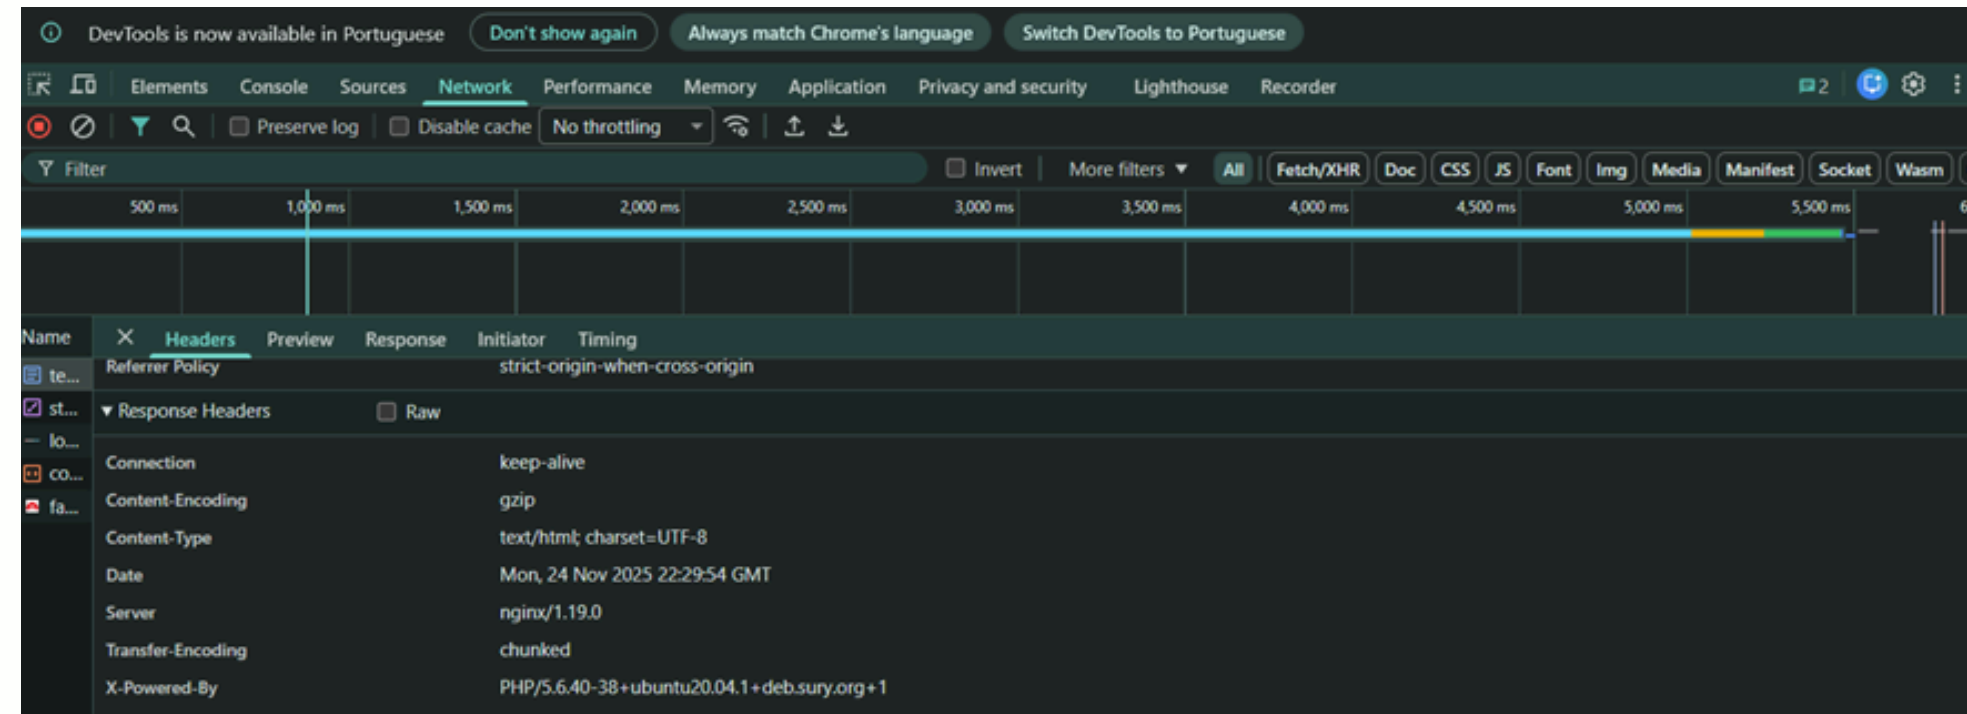 DevTools is now available in Portuguese Don't show again Always match Chrome's language Switch DevTools to Portuguese
Elements Console Sources Network Performance Memory Application Privacy and security Lighthouse Recorder 2
Preserve log Disable cache No throttling
Filter Invert More filters All Fetch/XHR Doc CSS JS Font Img Media Manifest Socket Wasm
500 ms 1,000 ms 1,500 ms 2,000 ms 2,500 ms 3,000 ms 3,500 ms 4,000 ms 4,500 ms 5,000 ms 5,500 ms 6
Name Headers Preview Response Initiator Timing
te... Referrer Policy strict-origin-when-cross-origin
st... Response Headers Raw
lo...
Connection keep-alive
co...
Content-Encoding gzip
fa...
Content-Type text/html; charset=UTF-8
Date Mon, 24 Nov 2025 22:29:54 GMT
Server nginx/1.19.0
Transfer-Encoding chunked
X-Powered-By PHP/5.6.40-38+ubuntu20.04.1+deb.sury.org+1